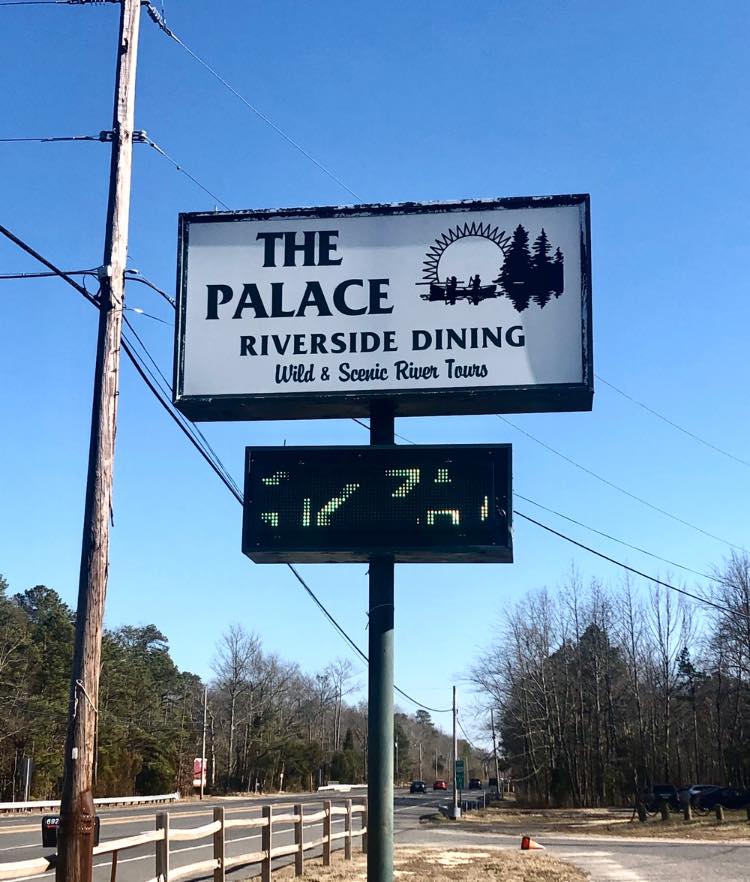 THE
PALACE
RIVERSIDE DINING
Wild & Scenic River Tours